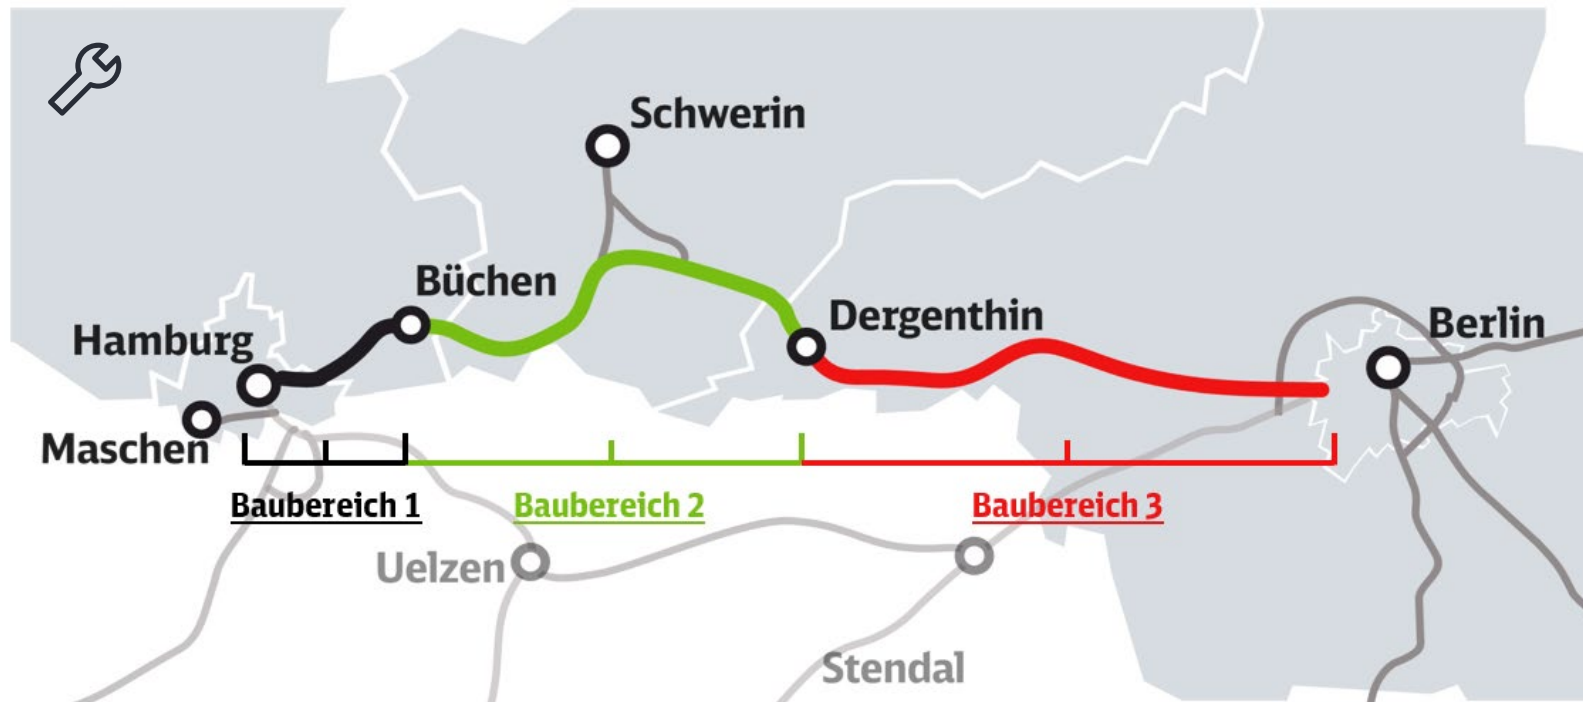 Schwerin
Büchen
Hamburg
Dergenthin
Berlin
Maschen
Baubereich 1
Baubereich 2
Baubereich 3
Uelzen
Stendal